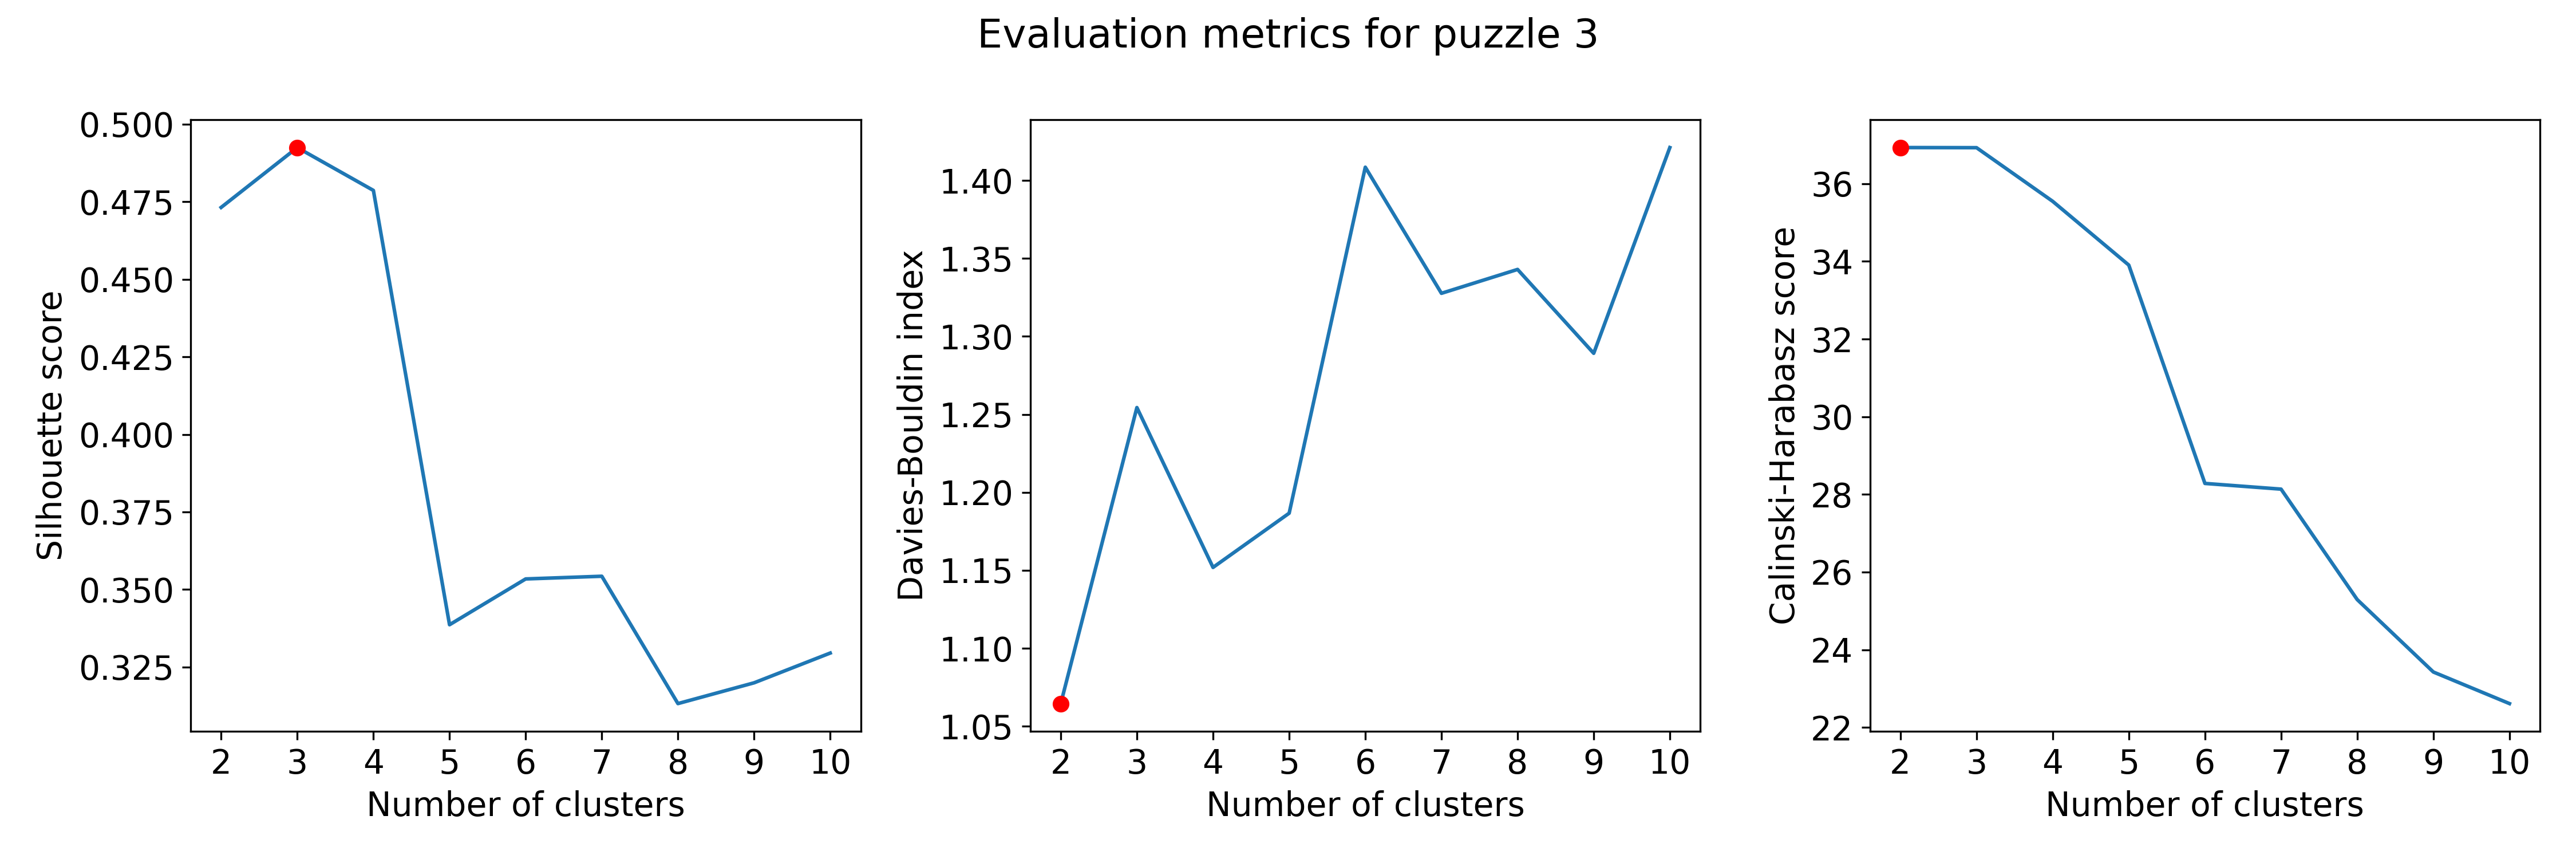 Evaluation metrics for puzzle 3
Silhouette score
0.500
0.475
0.450
0.425
0.400
0.375
0.350
0.325
2 3 4 5 6 7 8 9 10
Number of clusters
Davies-Bouldin index
1.40
1.35
1.30
1.25
1.20
1.15
1.10
1.05
2 3 4 5 6 7 8 9 10
Number of clusters
Calinski-Harabasz score
36
34
32
30
28
26
24
22
2 3 4 5 6 7 8 9 10
Number of clusters